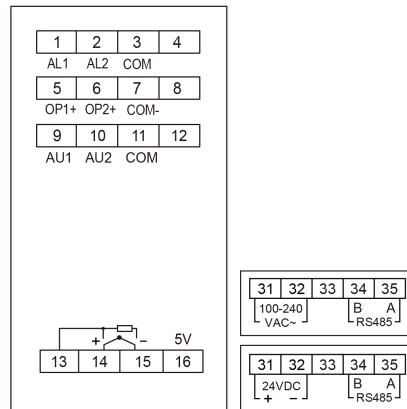 1 2 3 4
AL1 AL2 COM
5 6 7 8
OP1+ OP2+ COM-
9 10 11 12
AU1 AU2 COM
+ − 5V
13 14 15 16
31 32 33 34 35
100-240 B A
VAC~ RS485
31 32 33 34 35
24VDC B A
+ − RS485